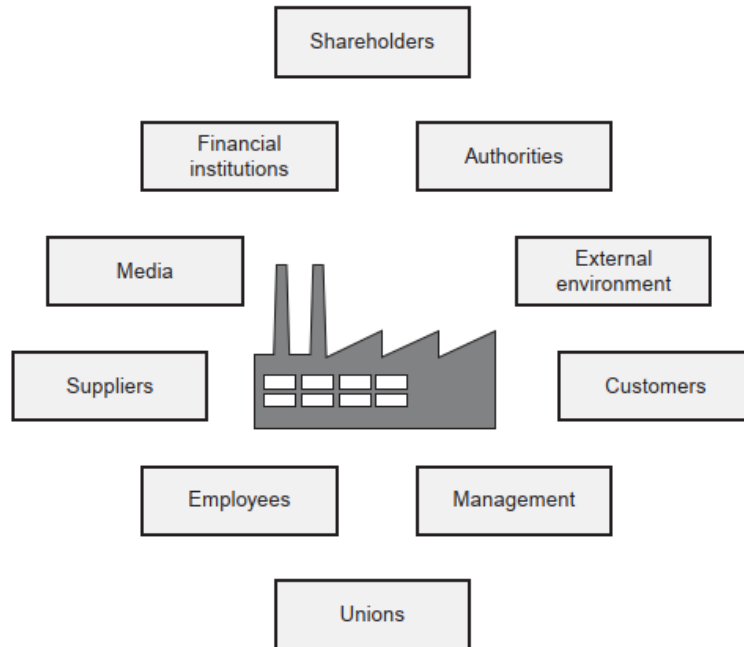 Shareholders
Financial
institutions
Authorities
Media
External
environment
Suppliers
Customers
Employees
Management
Unions